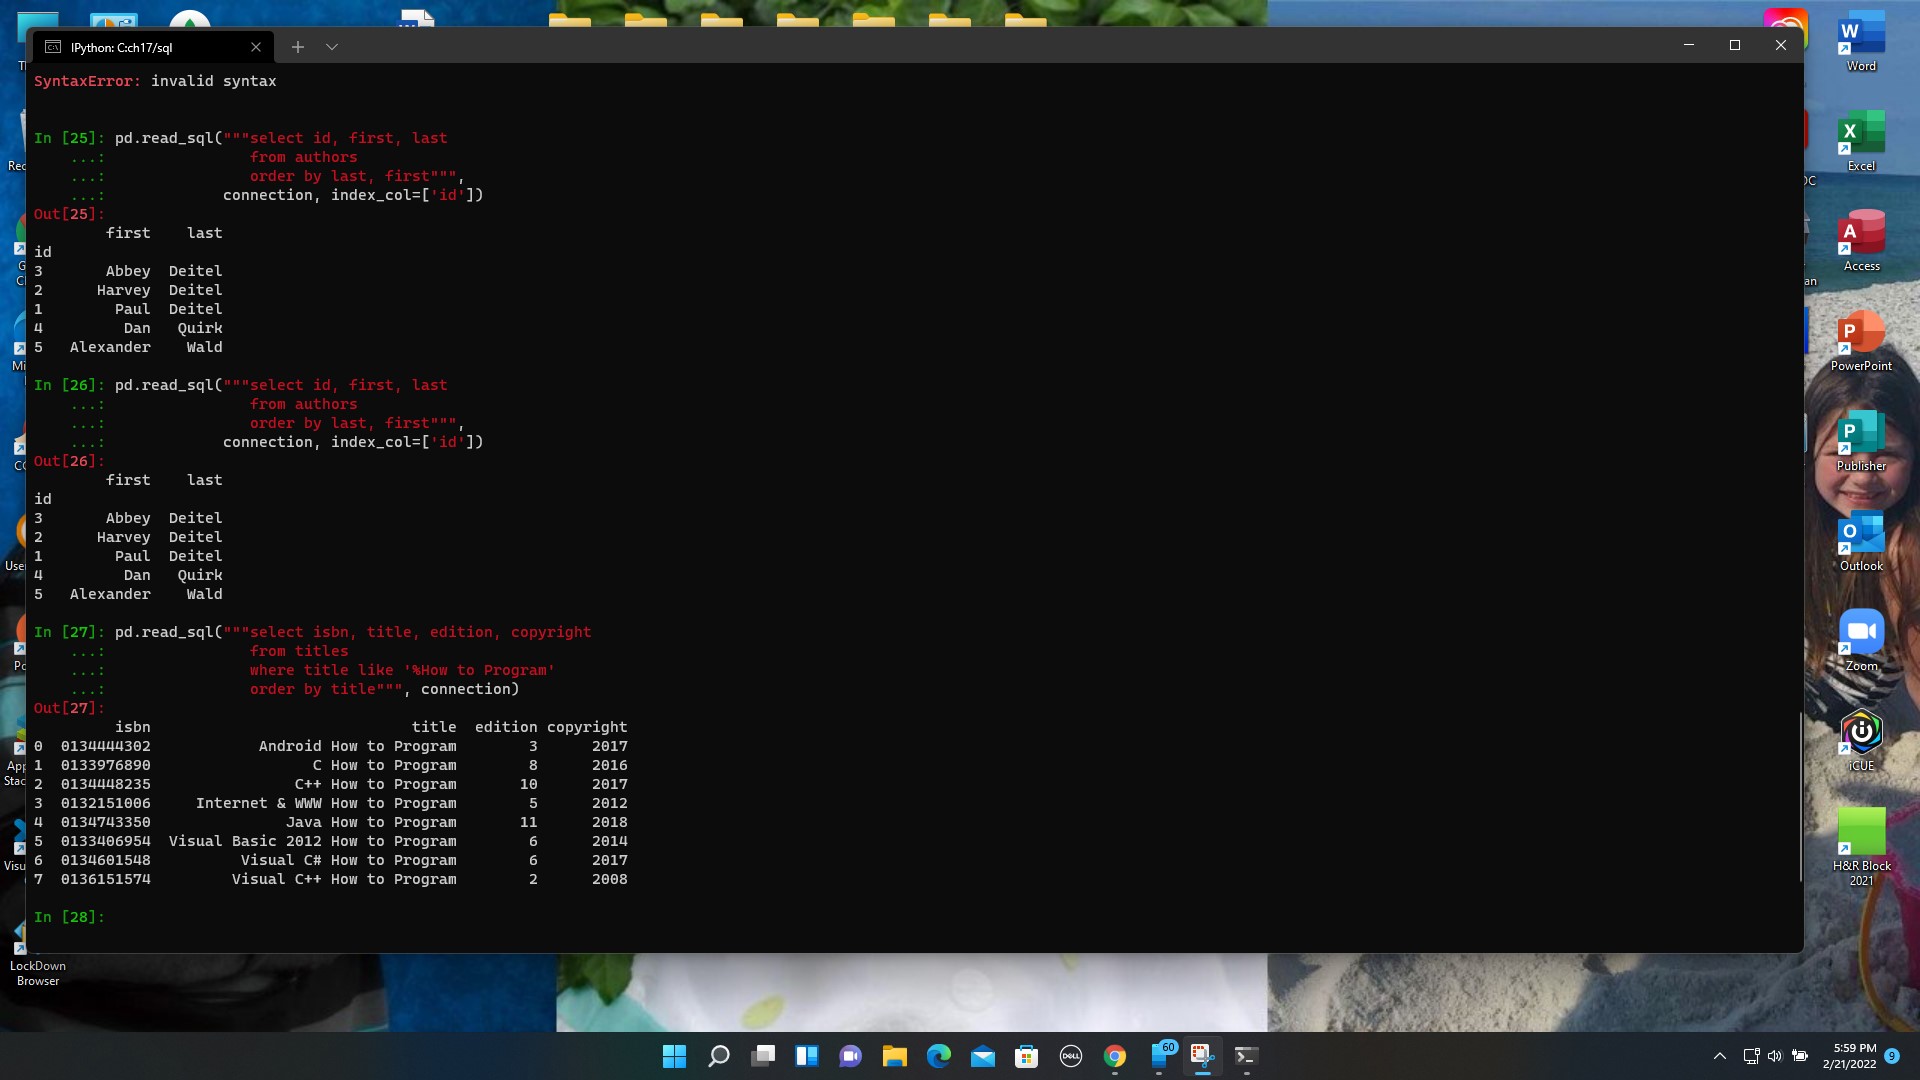 IPython: C:ch17/sql
SyntaxError: invalid syntax
In [25]: pd.read_sql("""select id, first, last
...: from authors
...: order by last, first""",
...: connection, index_col=['id'])
Out[25]:
first last
id
3 Abbey Deitel
2 Harvey Deitel
1 Paul Deitel
4 Dan Quirk
5 Alexander Wald
In [26]: pd.read_sql("""select id, first, last
...: from authors
...: order by last, first""",
...: connection, index_col=['id'])
Out[26]:
first last
id
3 Abbey Deitel
2 Harvey Deitel
1 Paul Deitel
4 Dan Quirk
5 Alexander Wald
In [27]: pd.read_sql("""select isbn, title, edition, copyright
...: from titles
...: where title like '%How to Program'
...: order by title""", connection)
Out[27]:
isbn title edition copyright
0 0134444302 Android How to Program 3 2017
1 0133976890 C How to Program 8 2016
2 0134448235 C++ How to Program 10 2017
3 0132151006 Internet & WWW How to Program 5 2012
4 0134743350 Java How to Program 11 2018
5 0133406954 Visual Basic 2012 How to Program 6 2014
6 0134601548 Visual C# How to Program 6 2017
7 0136151574 Visual C++ How to Program 2 2008
In [28]:
LockDown
Browser
Word
Excel
Access
PowerPoint
Publisher
Outlook
Zoom
iCUE
H&R Block
2021
DELL
60
5:59 PM
2/21/2022
9